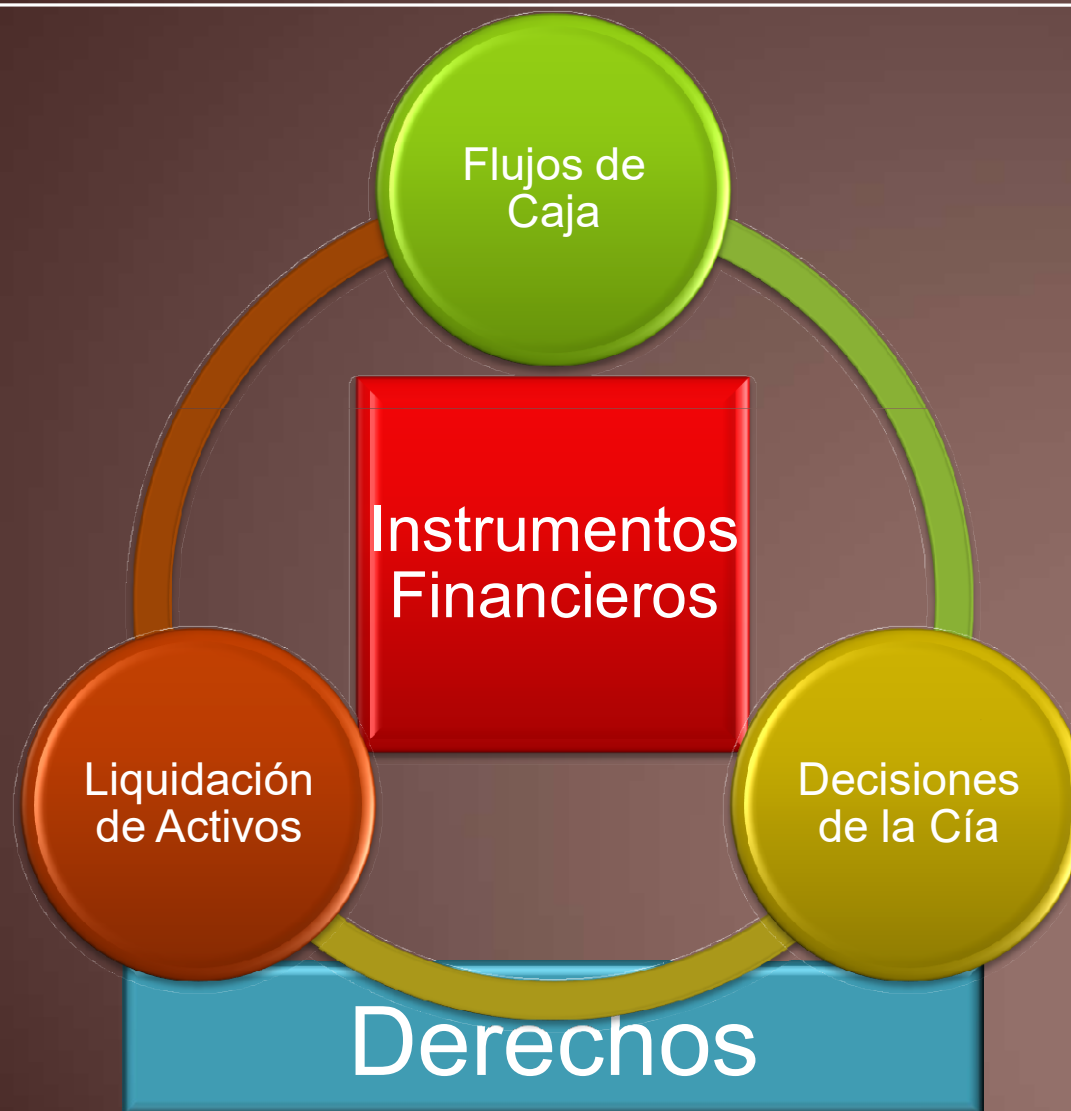 Flujos de
Caja
Instrumentos
Financieros
Liquidación
de Activos
Decisiones
de la Cía
Derechos